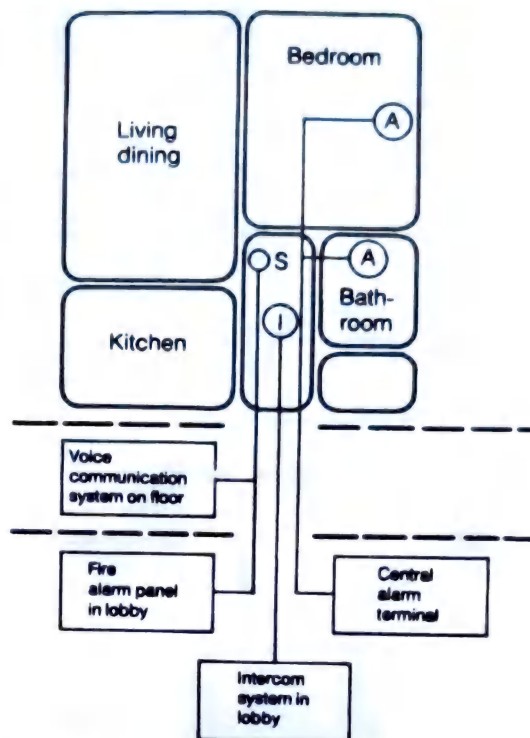 Bedroom
A
Living
dining
S
A
I
Bath-
room
Kitchen
Voice
communication
system on floor
Fire
alarm panel
in lobby
Central
alarm
terminal
Intercom
system in
lobby